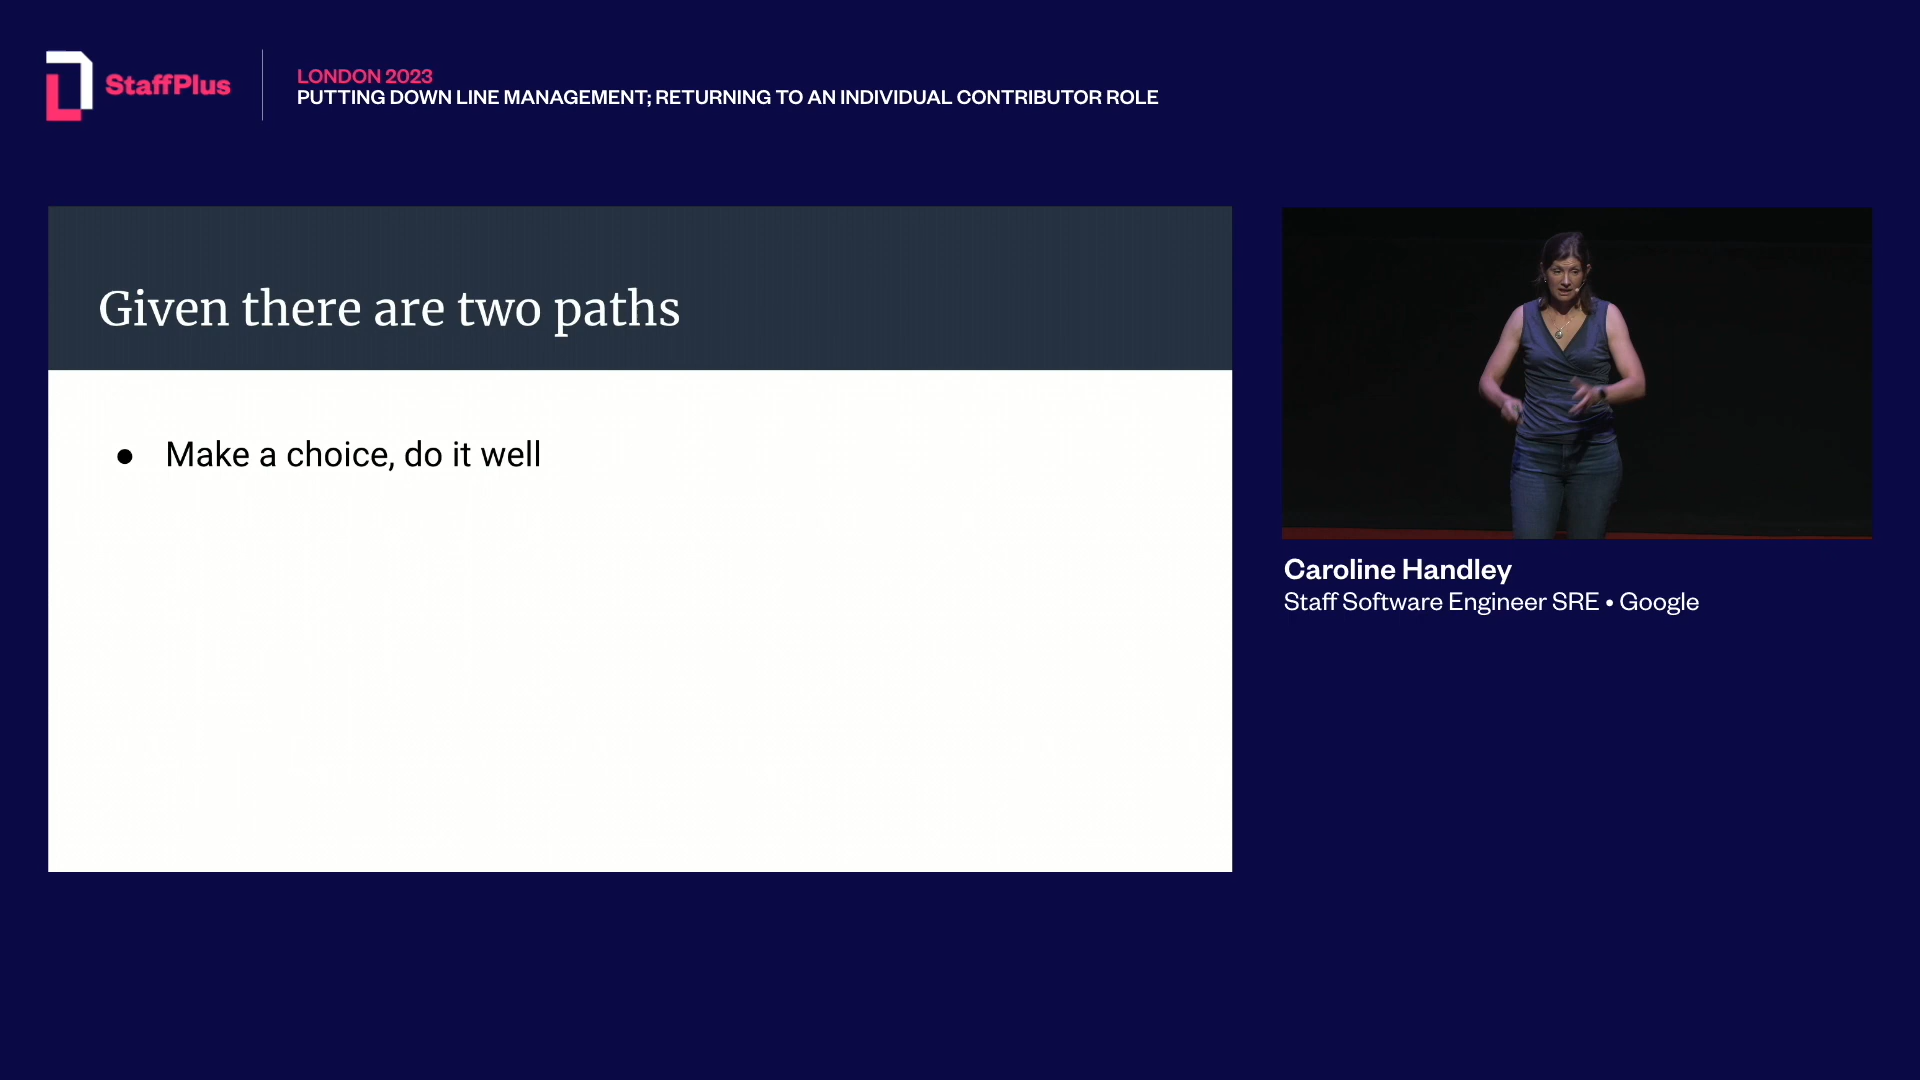 StaffPlus
LONDON 2023
PUTTING DOWN LINE MANAGEMENT; RETURNING TO AN INDIVIDUAL CONTRIBUTOR ROLE
Given there are two paths
● Make a choice, do it well
Caroline Handley
Staff Software Engineer SRE • Google